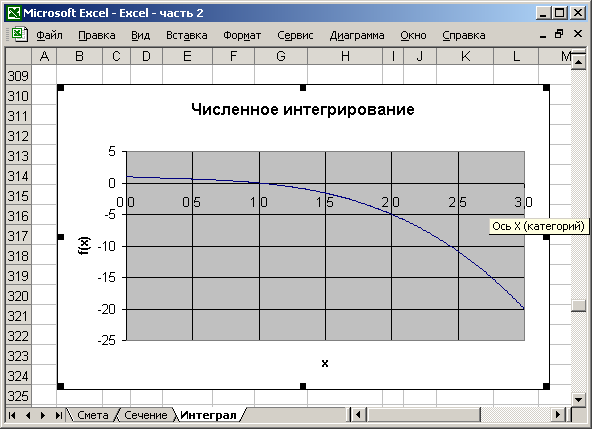 Microsoft Excel - Excel - часть 2
Файл Правка Вид Вставка Формат Сервис Диаграмма Окно Справка
A B C D E F G H I J K L M
309
310
311
312
313
314
315
316
317
318
319
320
321
322
323
324
325
Численное интегрирование
5
0
-5
-10
-15
-20
-25
0.0 0.5 1.0 1.5 2.0 2.5 3.0
f(x)
x
Ось X (категорий)
Смета Сечение Интеграл